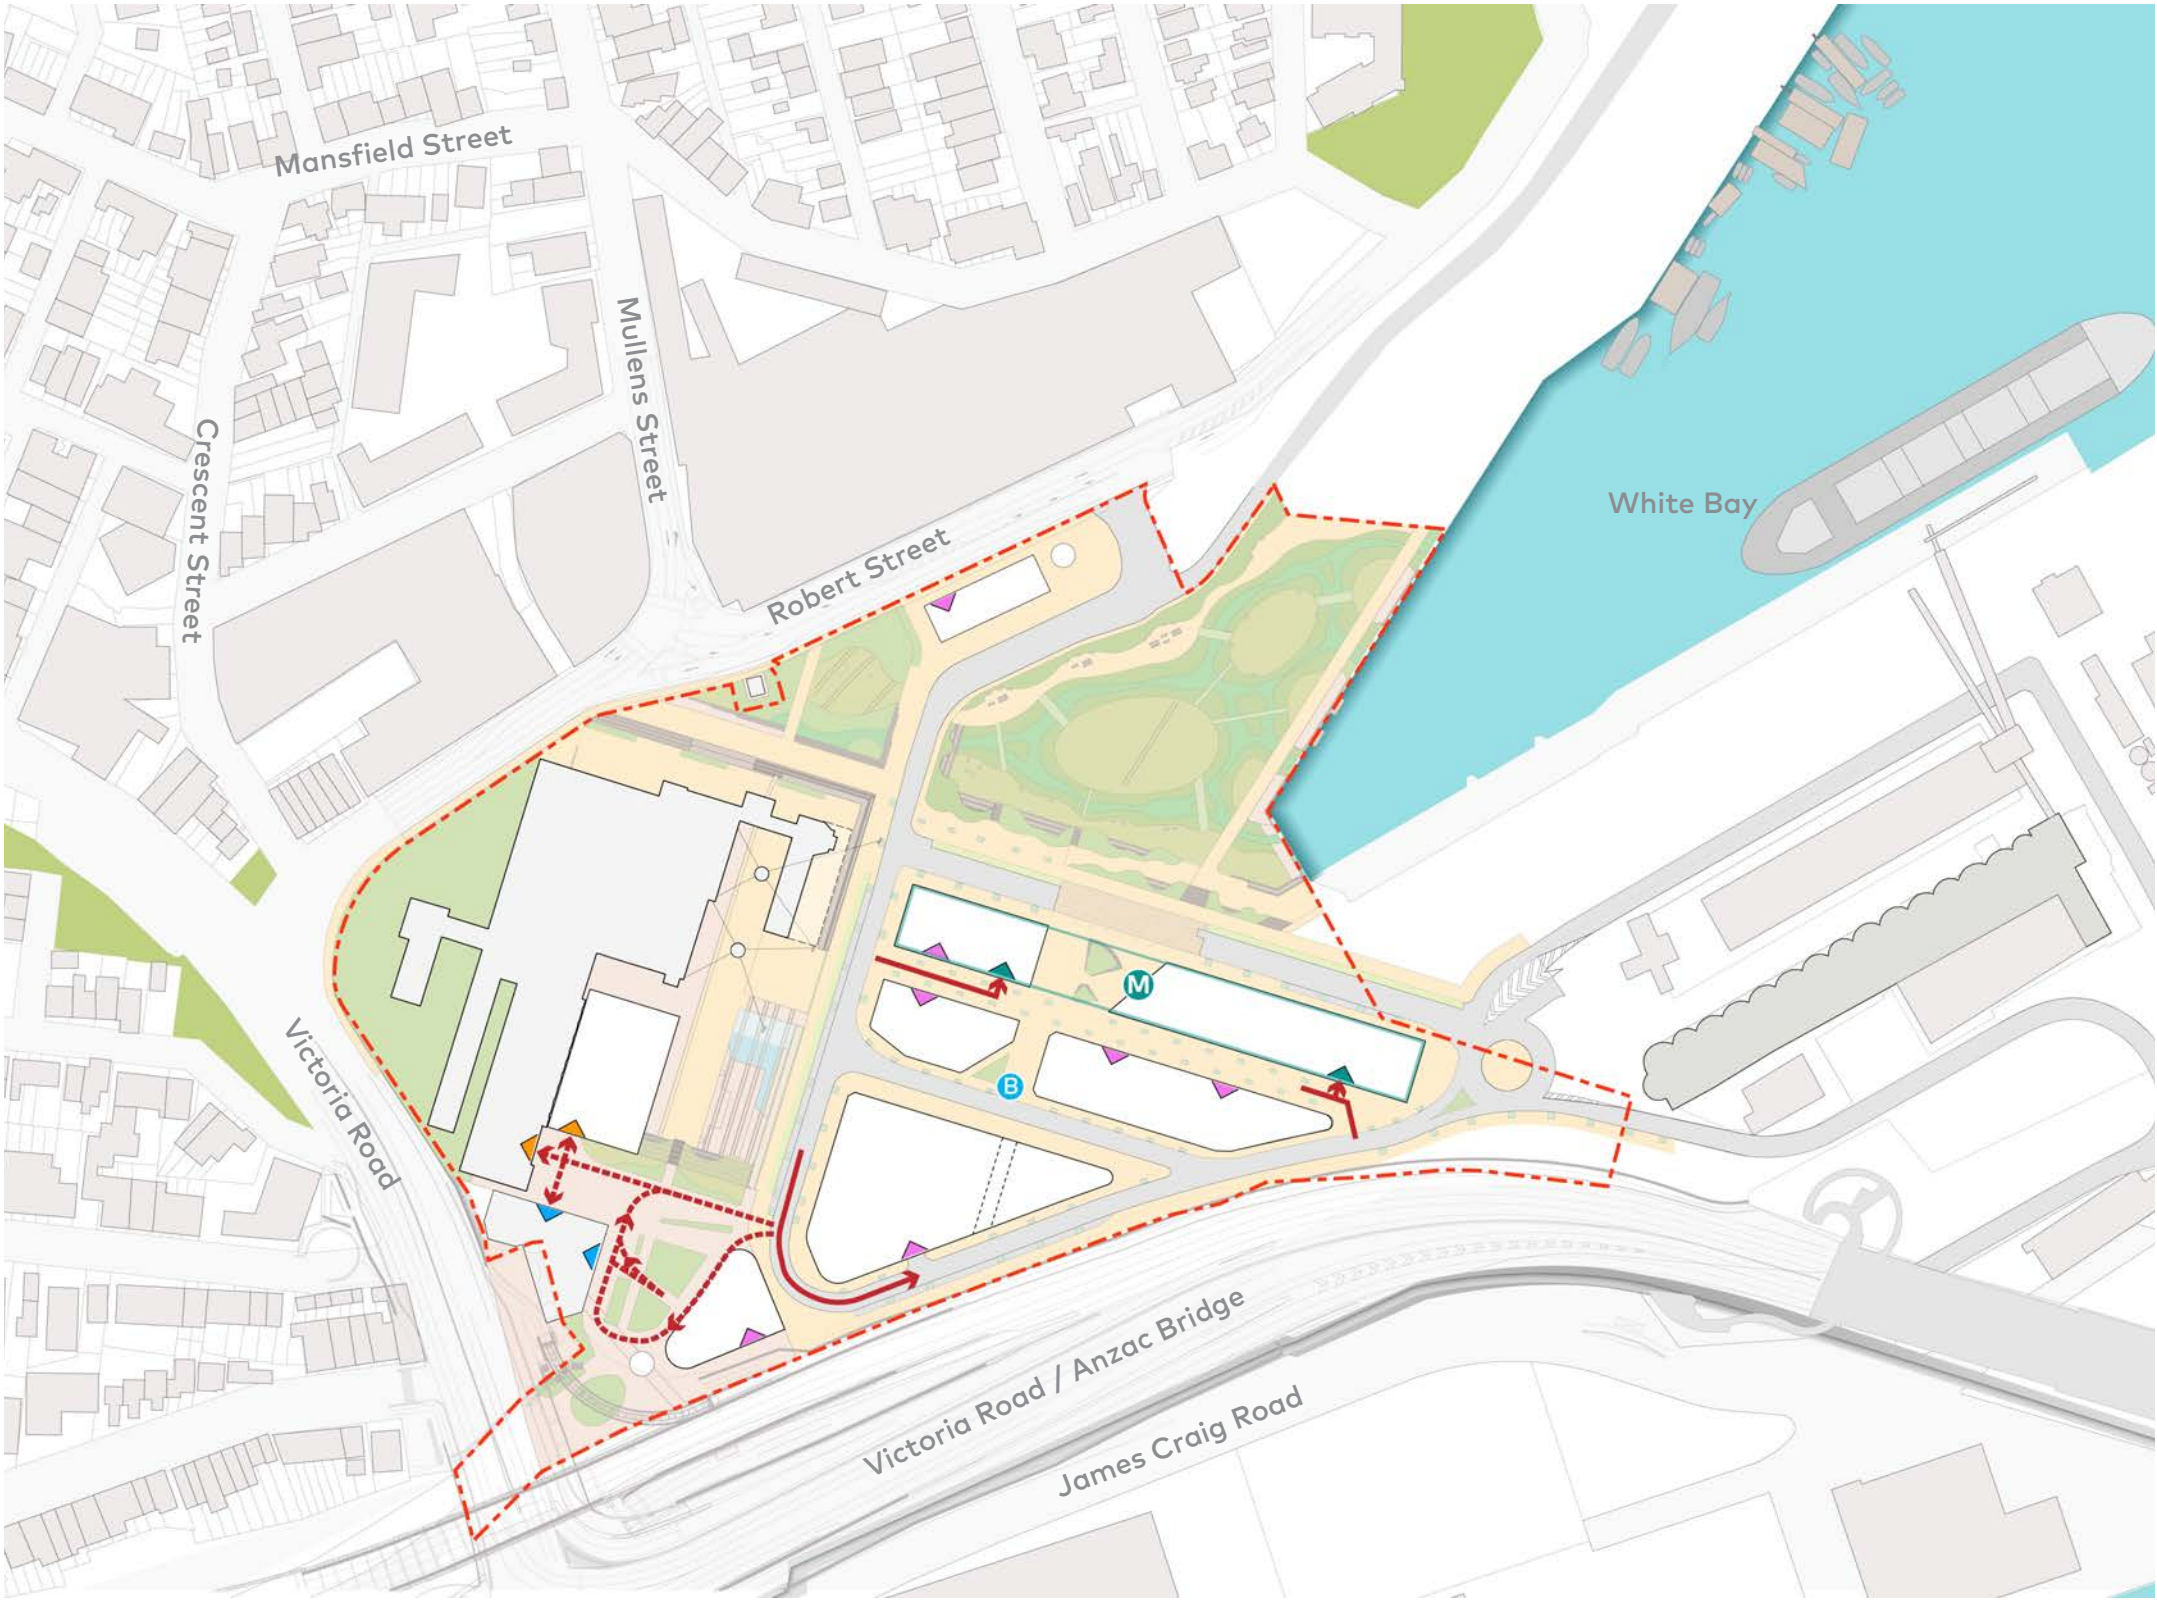 Mansfield Street
Mullens Street
Crescent Street
White Bay
Robert Street
M
Victoria Road
B
Victoria Road / Anzac Bridge
James Craig Road